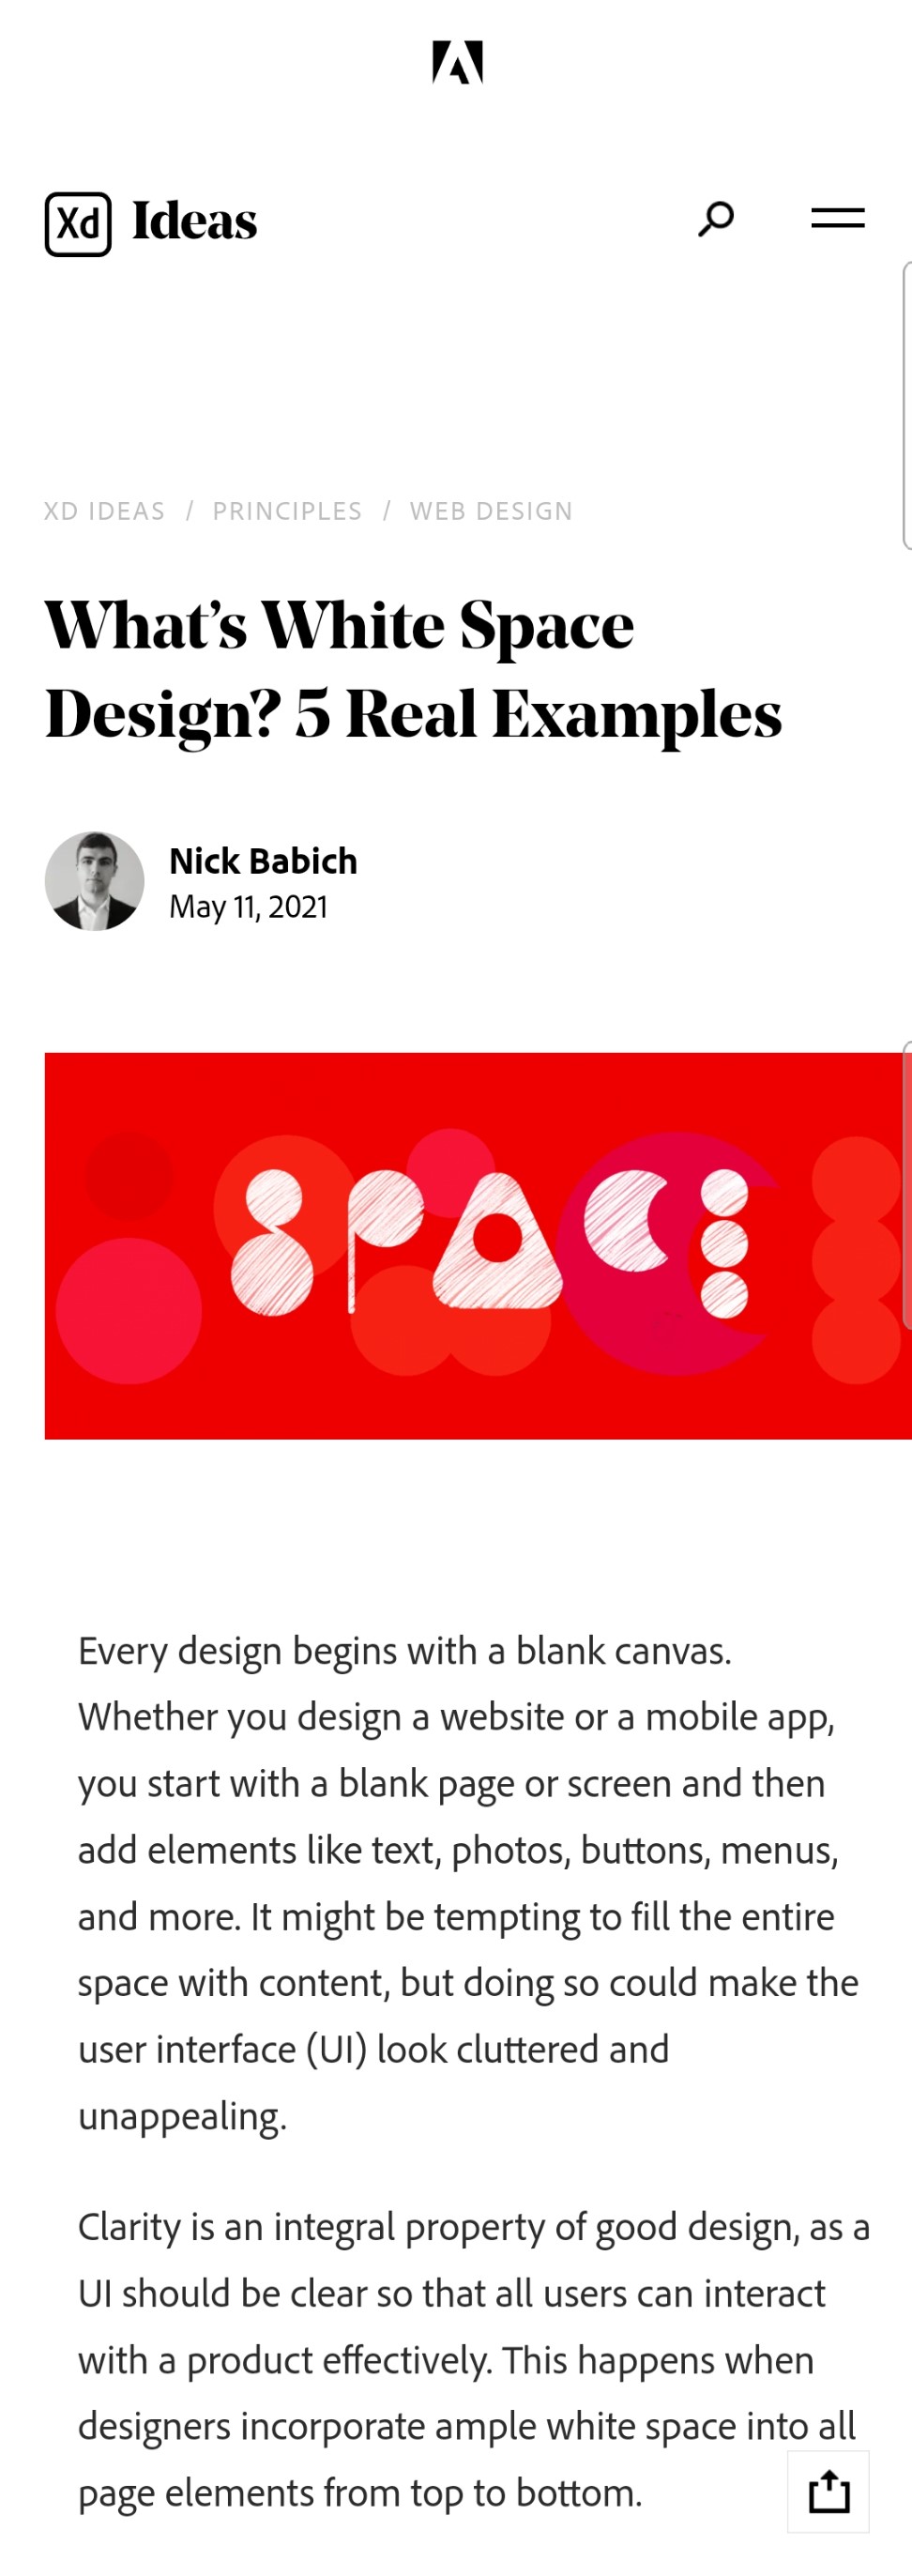 Xd Ideas
XD IDEAS / PRINCIPLES / WEB DESIGN
What’s White Space
Design? 5 Real Examples
Nick Babich
May 11, 2021
SPACE
Every design begins with a blank canvas.
Whether you design a website or a mobile app,
you start with a blank page or screen and then
add elements like text, photos, buttons, menus,
and more. It might be tempting to fill the entire
space with content, but doing so could make the
user interface (UI) look cluttered and
unappealing.
Clarity is an integral property of good design, as a
UI should be clear so that all users can interact
with a product effectively. This happens when
designers incorporate ample white space into all
page elements from top to bottom.